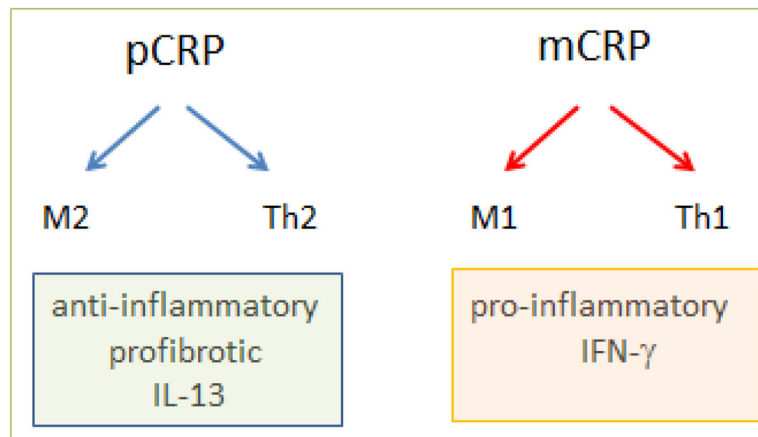 pCRP
mCRP
M2
Th2
M1
Th1
anti-inflammatory
profibrotic
IL-13
pro-inflammatory
IFN-γ